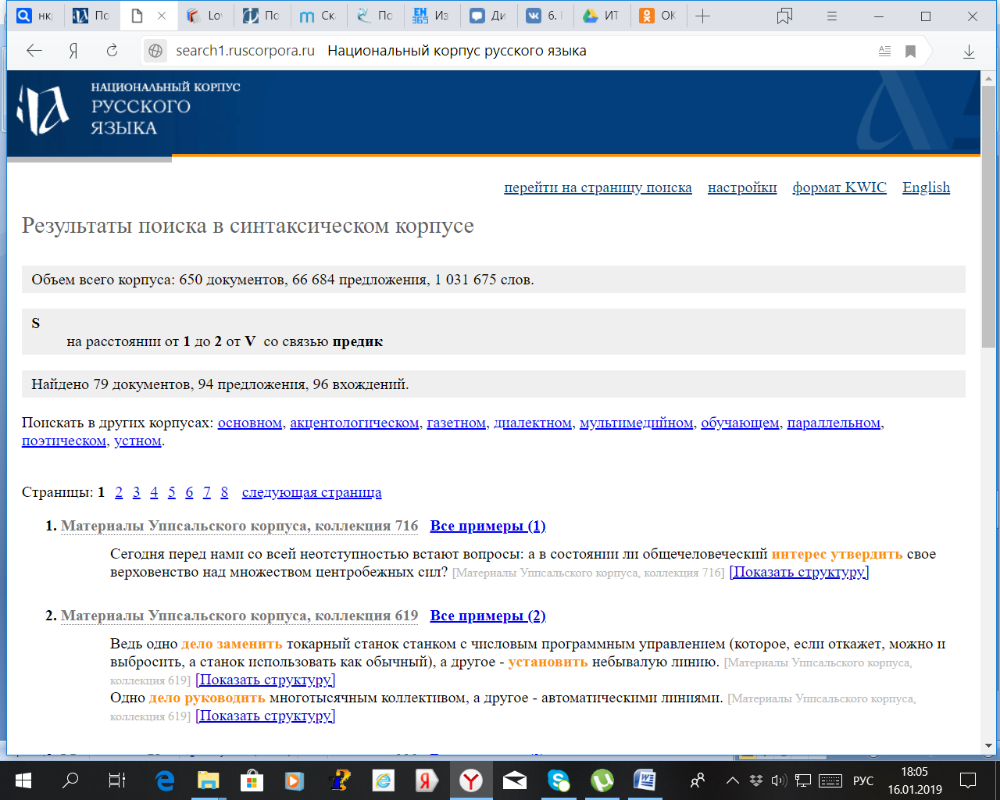 нк
По
Lov
По
Ск
По
Из
Ди
6. I
ИТ
ОК
search1.ruscorpora.ru Национальный корпус русского языка
НАЦИОНАЛЬНЫЙ КОРПУС
РУССКОГО
ЯЗЫКА
перейти на страницу поиска настройки формат KWIC English
Результаты поиска в синтаксическом корпусе
Объем всего корпуса: 650 документов, 66 684 предложения, 1 031 675 слов.
S
на расстоянии от 1 до 2 от V со связью предик
Найдено 79 документов, 94 предложения, 96 вхождений.
Поискать в других корпусах: основном, акцентологическом, газетном, диалектном, мультимедийном, обучающем, параллельном,
поэтическом, устном.
Страницы: 1 2 3 4 5 6 7 8 следующая страница
1. Материалы Уппсальского корпуса, коллекция 716 Все примеры (1)
Сегодня перед нами со всей неотступностью встают вопросы: а в состоянии ли общечеловеческий интерес утвердить свое
верховенство над множеством центробежных сил? [Материалы Уппсальского корпуса, коллекция 716] [Показать структуру]
2. Материалы Уппсальского корпуса, коллекция 619 Все примеры (2)
Ведь одно дело заменить токарный станок станком с числовым программным управлением (которое, если откажет, можно и
выбросить, а станок использовать как обычный), а другое - установить небывалую линию. [Материалы Уппсальского корпуса,
коллекция 619] [Показать структуру]
Одно дело руководить многотысячным коллективом, а другое - автоматическими линиями. [Материалы Уппсальского корпуса,
коллекция 619] [Показать структуру]
РУС
18:05
16.01.2019